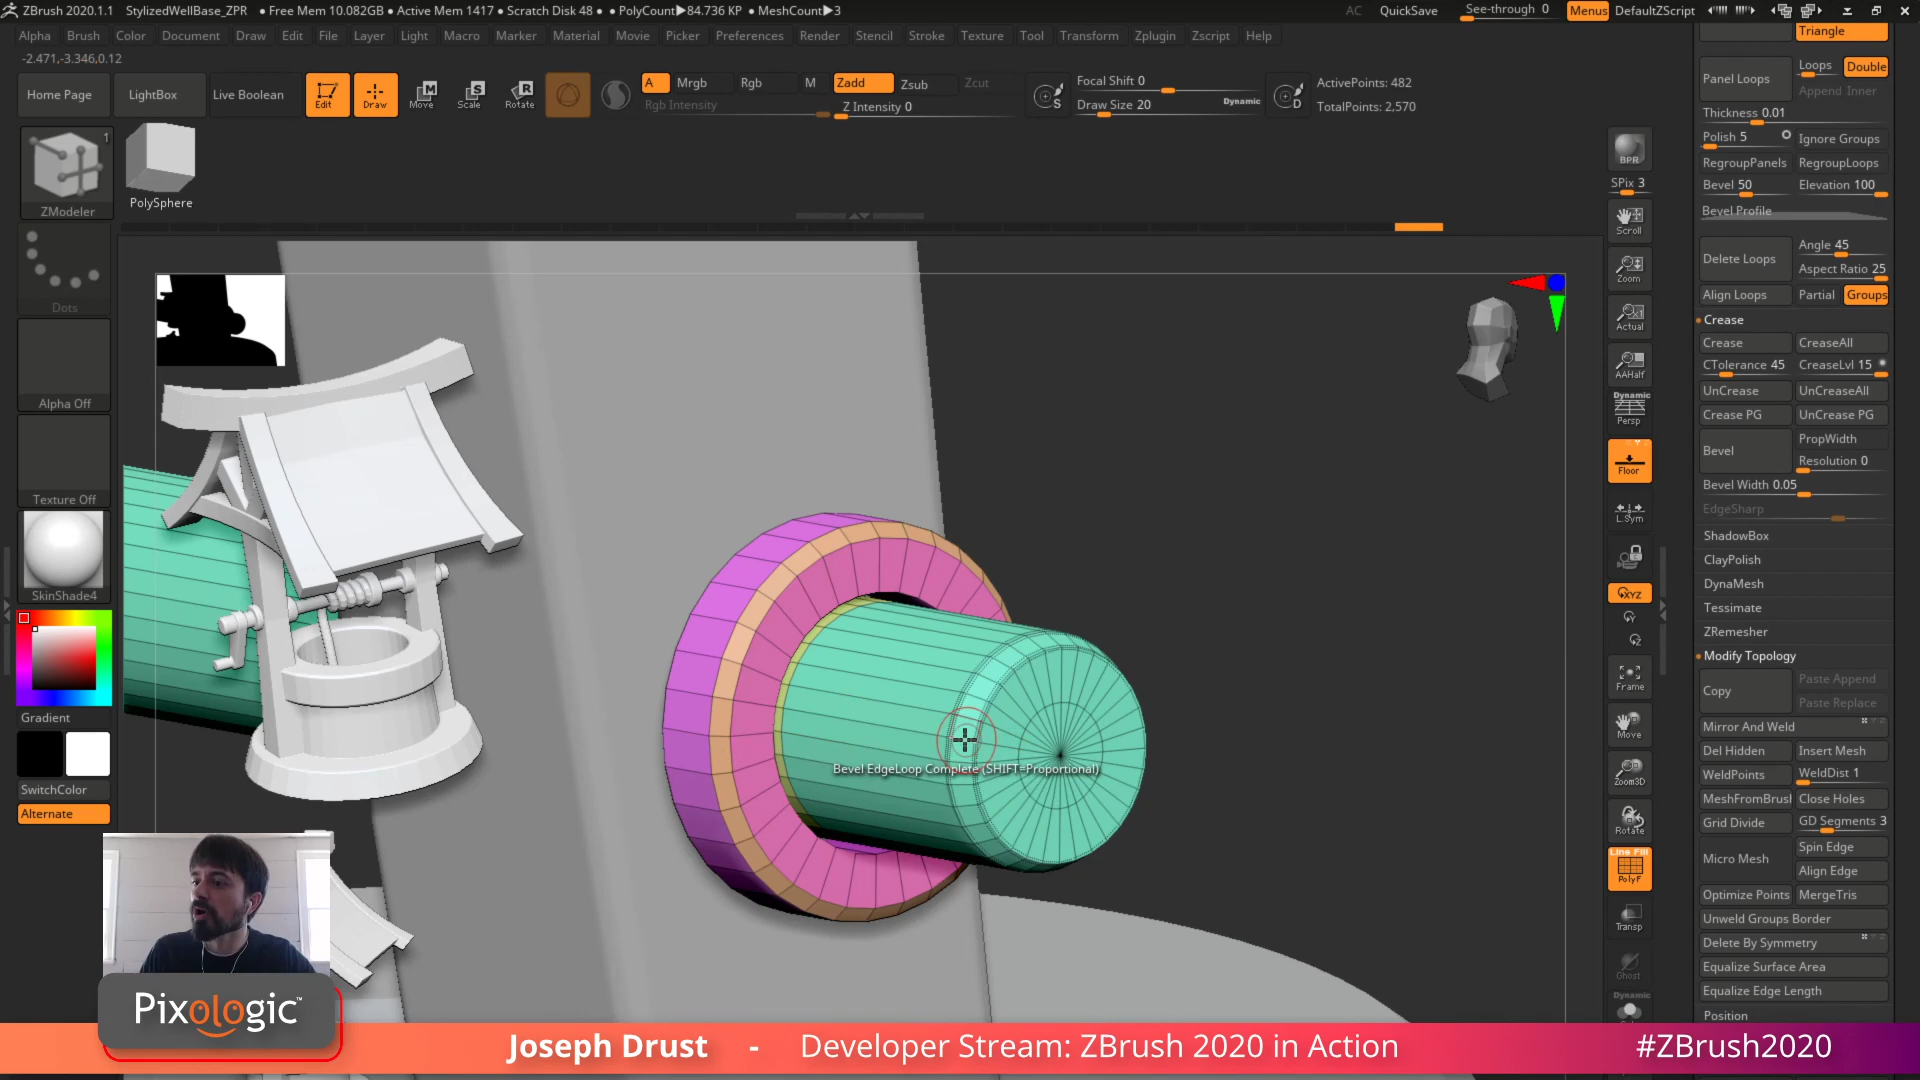 ZBrush 2020.1.1 StylizedWellBase_ZPR • Free Mem 10.082GB • Active Mem 1417 • Scratch Disk 48 • • PolyCount▶84.736 KP • MeshCount▶3
AC QuickSave See-through 0 Menus DefaultZScript
Alpha Brush Color Document Draw Edit File Layer Light Macro Marker Material Movie Picker Preferences Render Stencil Stroke Texture Tool Transform Zplugin Zscript Help
-2.471,-3.346,0.12
Home Page LightBox Live Boolean Edit Draw Move Scale Rotate
A Mrgb Rgb M Zadd Zsub Zcut
Rgb Intensity Z Intensity 0
Focal Shift 0
Draw Size 20 Dynamic
ActivePoints: 482
TotalPoints: 2,570
1
ZModeler
PolySphere
Dots
Alpha Off
Texture Off
SkinShade4
Gradient
SwitchColor
Alternate
Bevel EdgeLoop Complete (SHIFT=Proportional)
BPR
SPix 3
Scroll
Zoom
Actual
AAHalf
Dynamic
Persp
Floor
L.Sym
XYZ
Frame
Move
Zoom3D
Rotate
Line Fill
PolyF
Transp
Ghost
Dynamic
Triangle
Panel Loops Loops Double
Append Inner
Thickness 0.01
Polish 5 Ignore Groups
RegroupPanels RegroupLoops
Bevel 50 Elevation 100
Bevel Profile
Delete Loops Angle 45
Aspect Ratio 25
Align Loops Partial Groups
Crease
Crease CreaseAll
CTolerance 45 CreaseLvl 15
UnCrease UnCreaseAll
Crease PG UnCrease PG
Bevel PropWidth
Resolution 0
Bevel Width 0.05
EdgeSharp
ShadowBox
ClayPolish
DynaMesh
Tessimate
ZRemesher
Modify Topology
Copy Paste Append
Paste Replace
Mirror And Weld
Del Hidden Insert Mesh
WeldPoints WeldDist 1
MeshFromBrush Close Holes
Grid Divide GD Segments 3
Micro Mesh Spin Edge
Align Edge
Optimize Points MergeTris
Unweld Groups Border
Delete By Symmetry
Equalize Surface Area
Equalize Edge Length
Position
Pixologic™
Joseph Drust - Developer Stream: ZBrush 2020 in Action #ZBrush2020